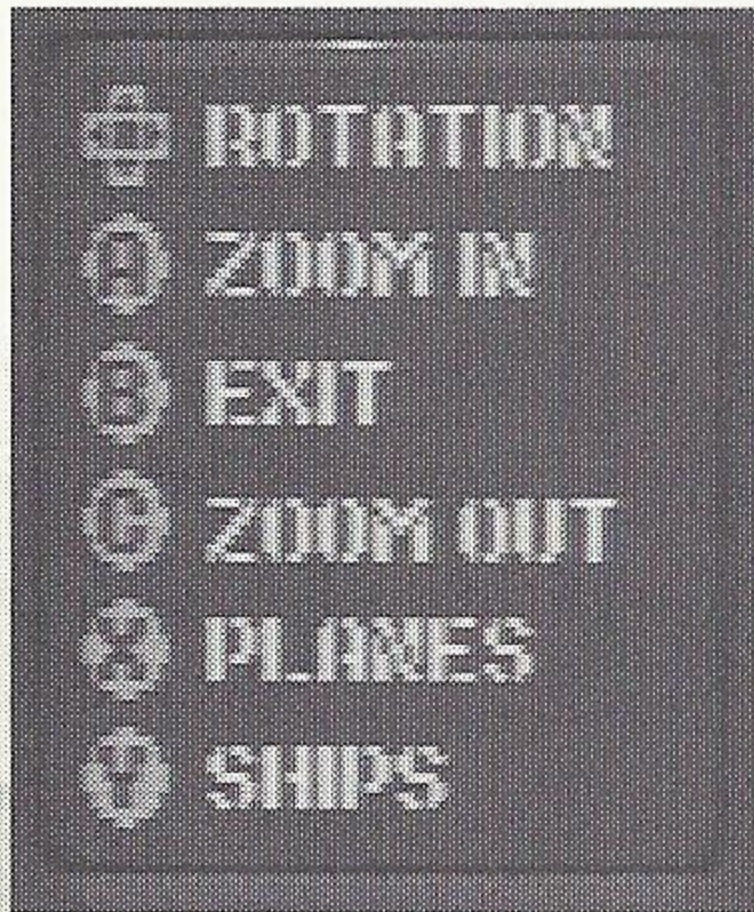 ROTATION
A ZOOM IN
B EXIT
C ZOOM OUT
X PLANES
Y SHIPS